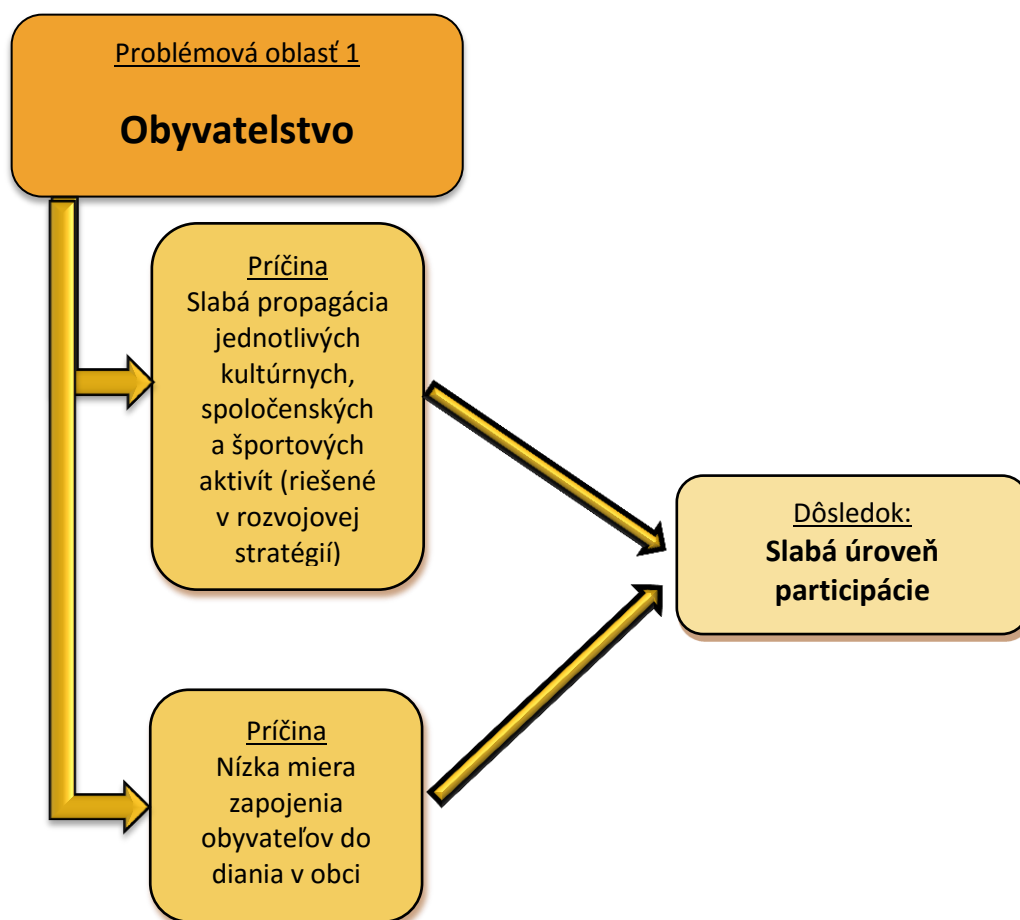 Problémová oblasť 1
Obyvatelstvo
Príčina
Slabá propagácia
jednotlivých
kultúrnych,
spoločenských
a športových
aktivít (riešené
v rozvojovej
stratégií)
Dôsledok:
Slabá úroveň
participácie
Príčina
Nízka miera
zapojenia
obyvateľov do
diania v obci